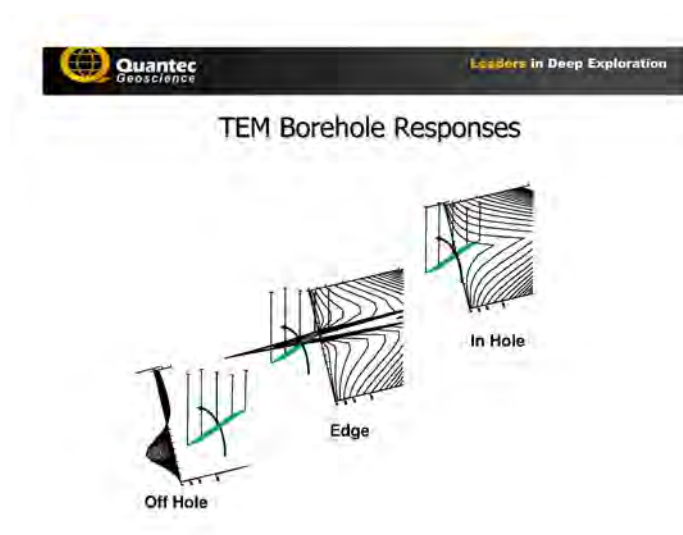 Quantec
Geoscience
Leaders in Deep Exploration
TEM Borehole Responses
In Hole
Edge
Off Hole